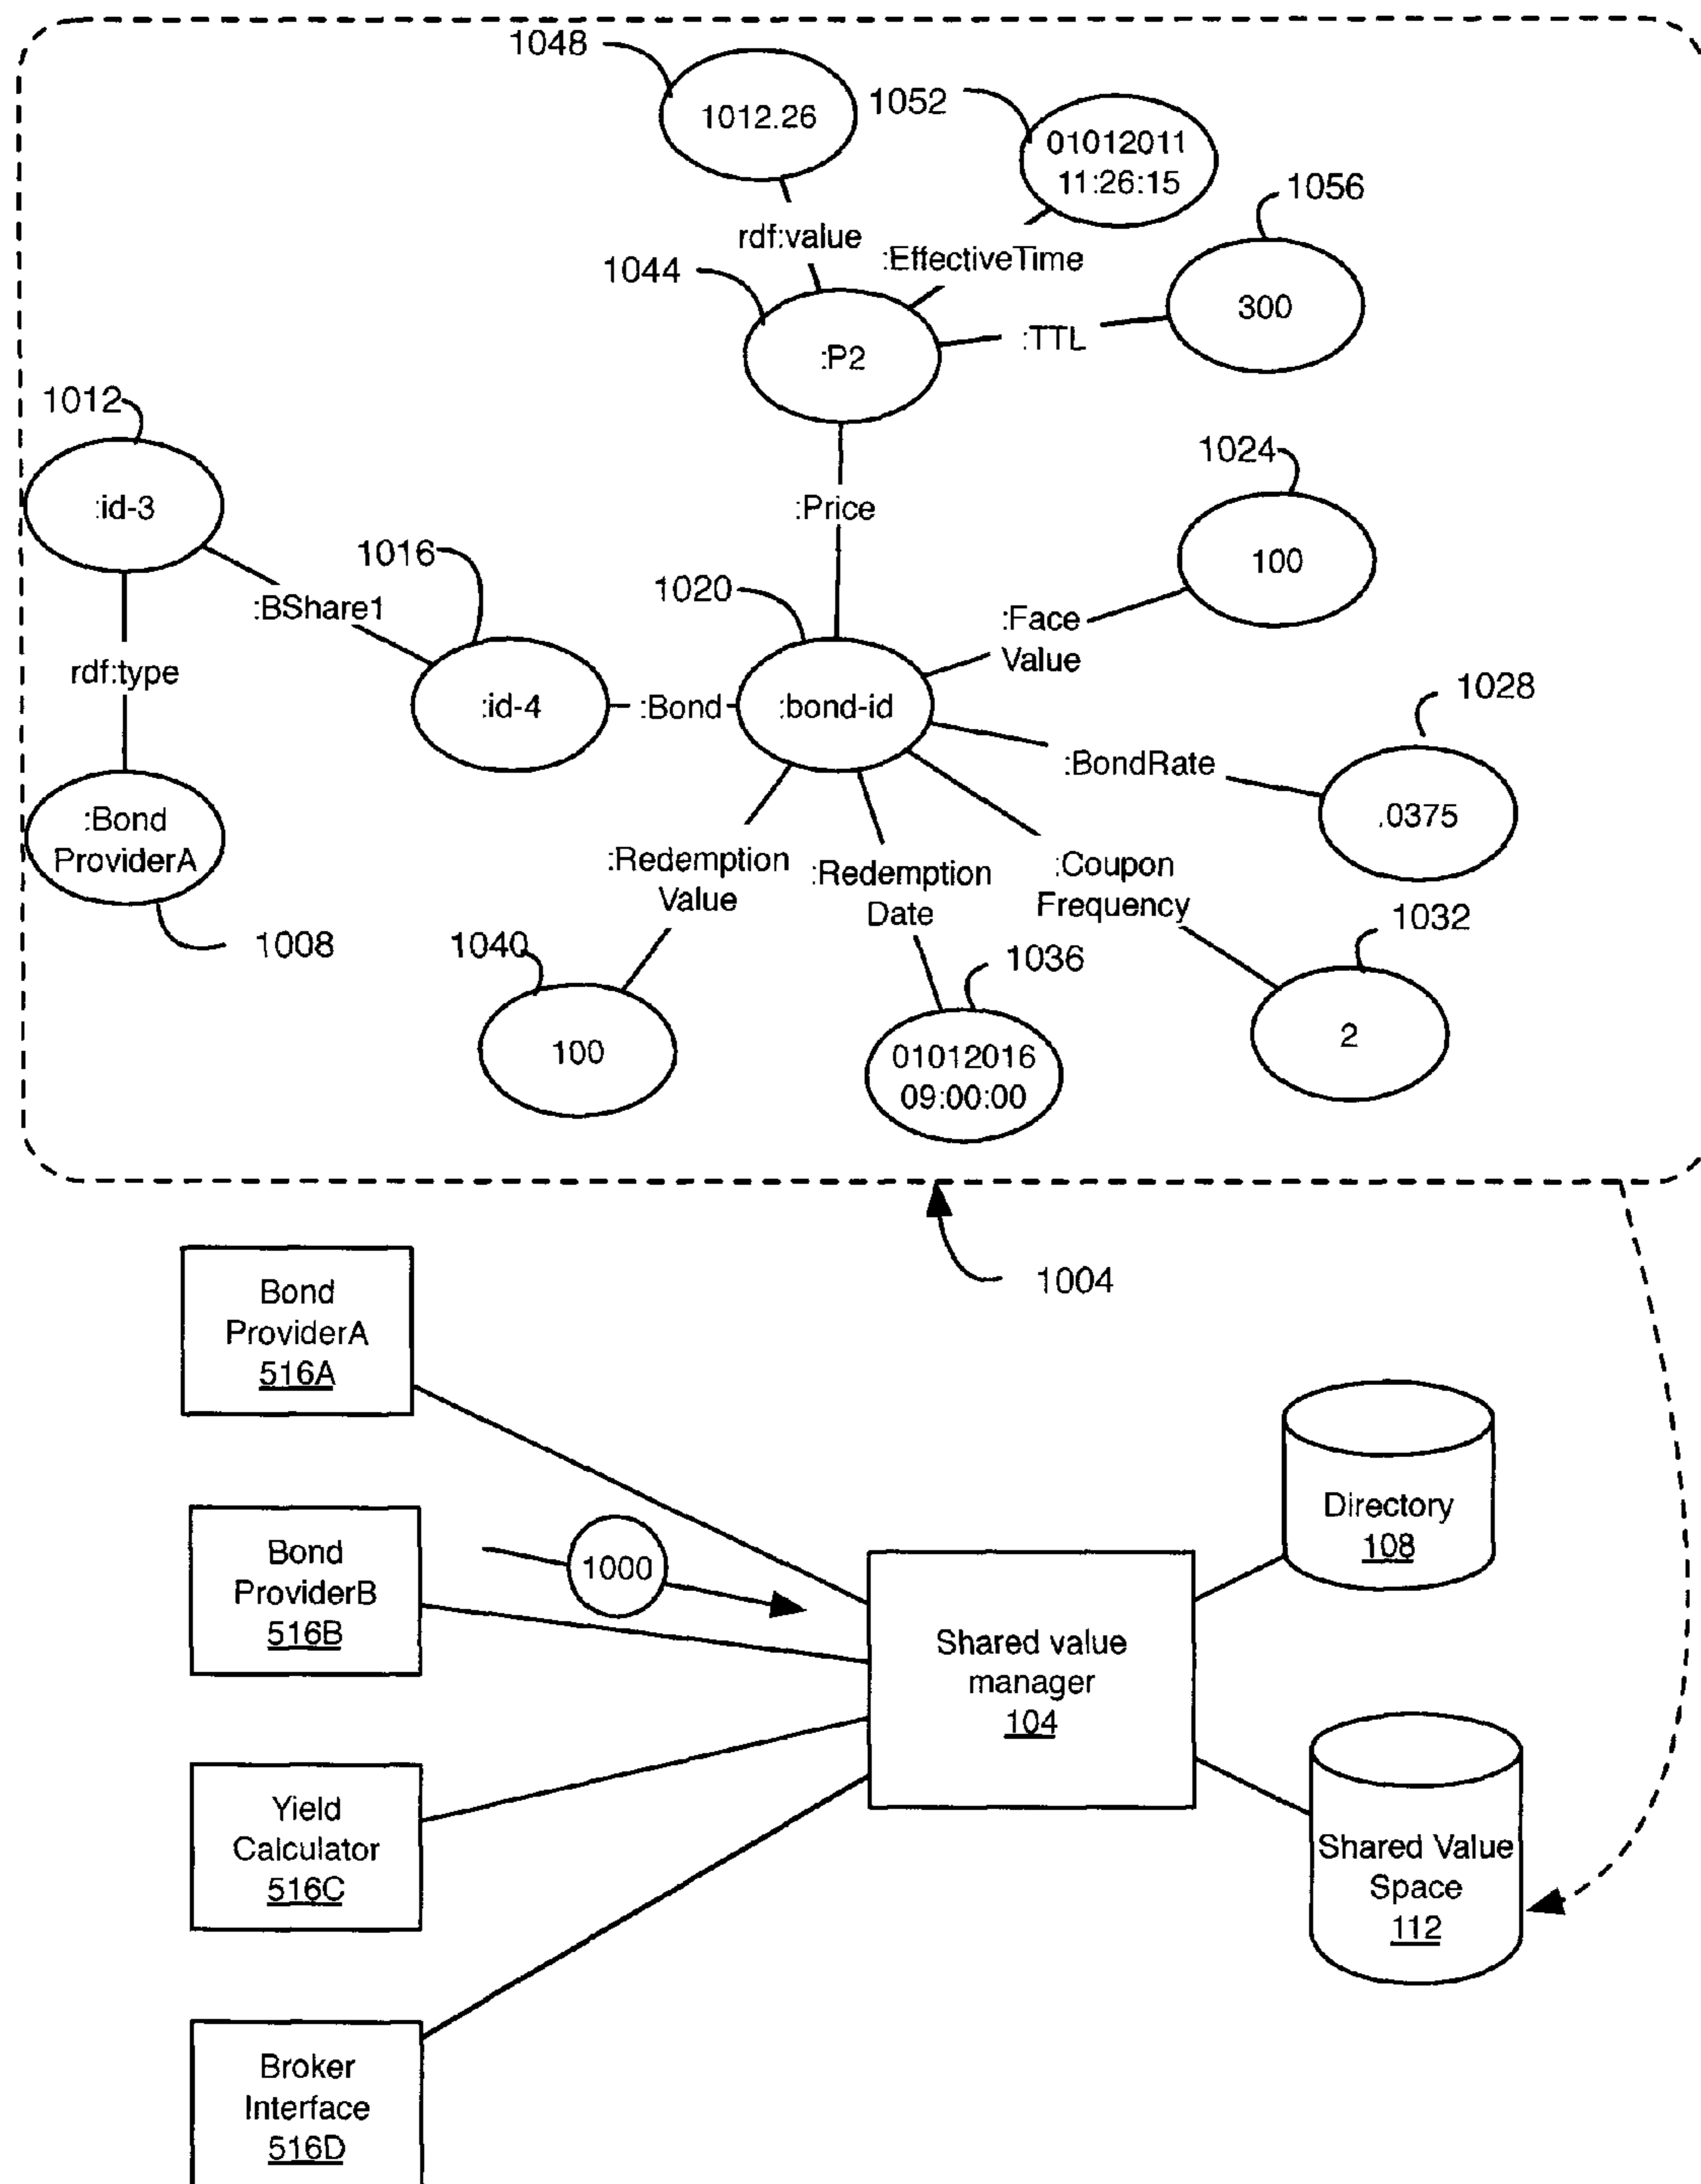 1048
1012.26
1052
01012011
11:26:15
1056
rdf:value
:EffectiveTime
1044
300
:TTL
:P2
1012
1024
:id-3
:Price
1016
100
:BShare1
1020
:Face
Value
rdf:type
1028
:id-4
:Bond
:bond-id
:BondRate
.0375
:Bond
ProviderA
:Redemption
Value
:Redemption
Date
:Coupon
Frequency
1032
1008
1040
1036
100
01012016
09:00:00
2
1004
Bond
ProviderA
516A
Directory
108
Bond
ProviderB
516B
1000
Shared value
manager
104
Yield
Calculator
516C
Shared Value
Space
112
Broker
Interface
516D